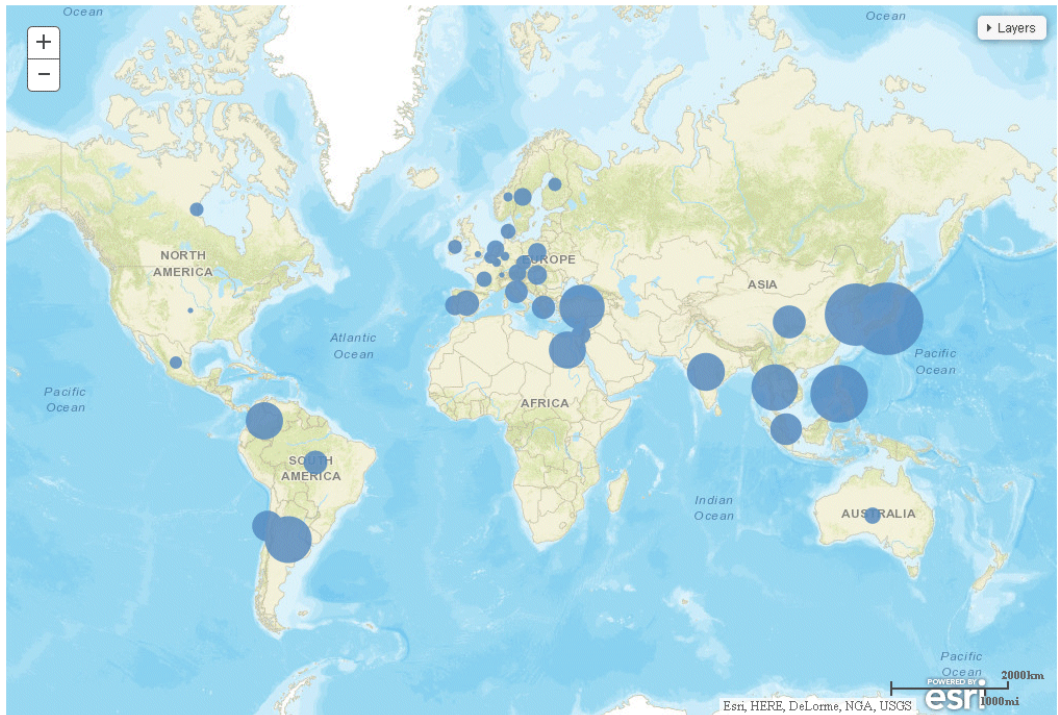 Ocean
Ocean
+
−
Layers
NORTH
AMERICA
EUROPE
ASIA
Atlantic
Ocean
Pacific
Ocean
Pacific
Ocean
AFRICA
SOUTH
AMERICA
Indian
Ocean
AUSTRALIA
Pacific
Ocean
2000km
POWERED BY
esri
1000mi
Esri, HERE, DeLorme, NGA, USGS